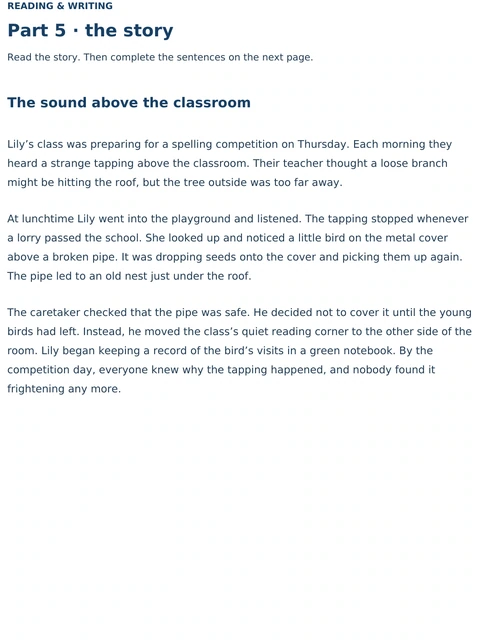 READING & WRITING
Part 5 · the story
Read the story. Then complete the sentences on the next page.
The sound above the classroom
Lily’s class was preparing for a spelling competition on Thursday. Each morning they
heard a strange tapping above the classroom. Their teacher thought a loose branch
might be hitting the roof, but the tree outside was too far away.
At lunchtime Lily went into the playground and listened. The tapping stopped whenever
a lorry passed the school. She looked up and noticed a little bird on the metal cover
above a broken pipe. It was dropping seeds onto the cover and picking them up again.
The pipe led to an old nest just under the roof.
The caretaker checked that the pipe was safe. He decided not to cover it until the young
birds had left. Instead, he moved the class’s quiet reading corner to the other side of the
room. Lily began keeping a record of the bird’s visits in a green notebook. By the
competition day, everyone knew why the tapping happened, and nobody found it
frightening any more.